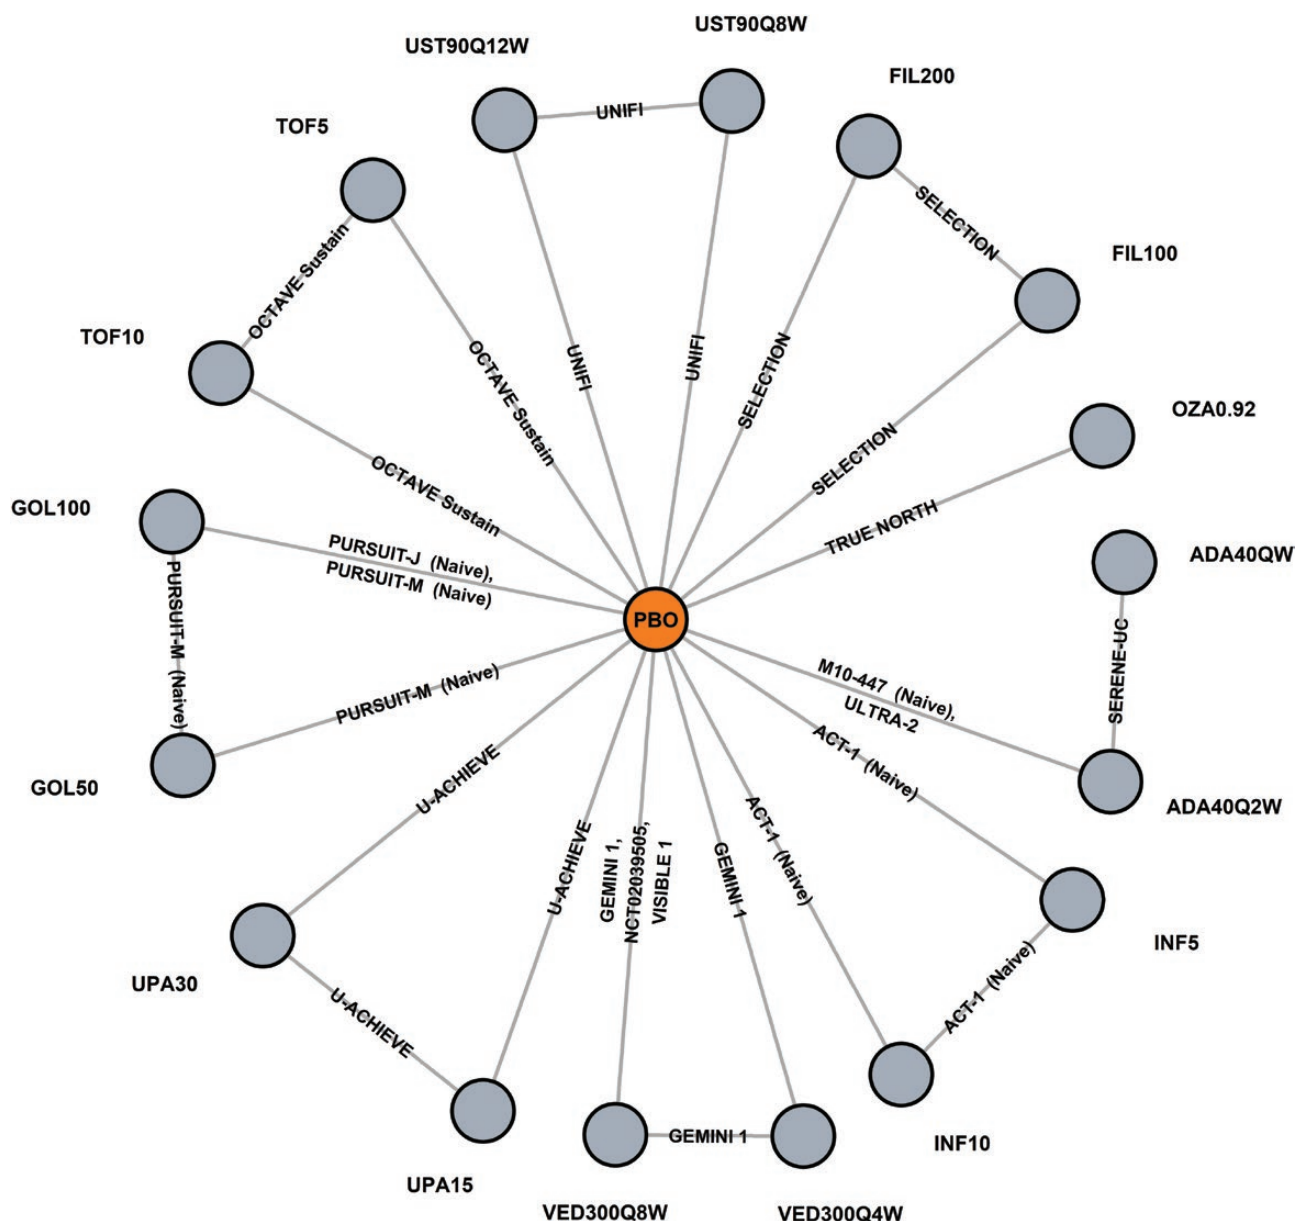 UST90Q8W
UST90Q12W
FIL200
UNIFI
TOF5
SELECTION
FIL100
OCTAVE Sustain
TOF10
UNIFI
UNIFI
SELECTION
OCTAVE Sustain
OZA0.92
SELECTION
OCTAVE Sustain
GOL100
TRUE NORTH
PURSUIT-J (Naive),
PURSUIT-M (Naive)
ADA40QW
PBO
PURSUIT-M (Naive)
SERENE-UC
PURSUIT-M (Naive)
M10-447 (Naive),
ULTRA-2
ACT-1 (Naive)
U-ACHIEVE
GOL50
ADA40Q2W
ACT-1 (Naive)
U-ACHIEVE
GEMINI 1,
NCT02039505,
VISIBLE 1
GEMINI 1
INF5
ACT-1 (Naive)
UPA30
U-ACHIEVE
GEMINI 1
INF10
UPA15
VED300Q8W
VED300Q4W